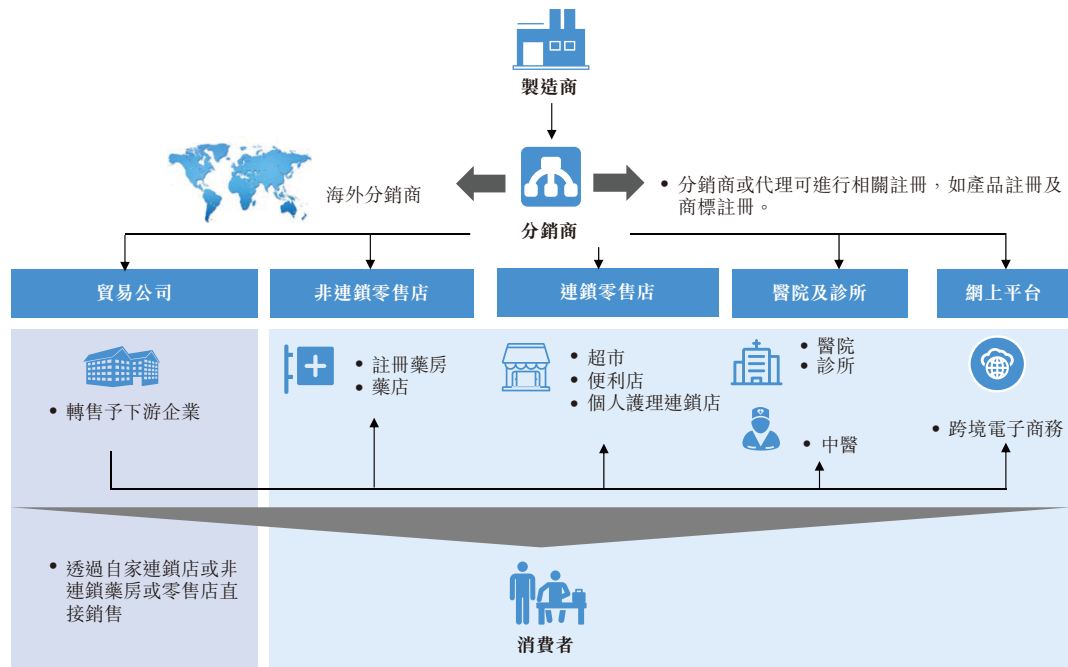 製造商
海外分銷商
• 分銷商或代理可進行相關註冊，如產品註冊及
商標註冊。
分銷商
貿易公司
非連鎖零售店
連鎖零售店
醫院及診所
網上平台
• 轉售予下游企業
• 註冊藥房
• 藥店
• 超市
• 便利店
• 個人護理連鎖店
• 醫院
• 診所
• 中醫
• 跨境電子商務
• 透過自家連鎖店或非
連鎖藥房或零售店直
接銷售
消費者